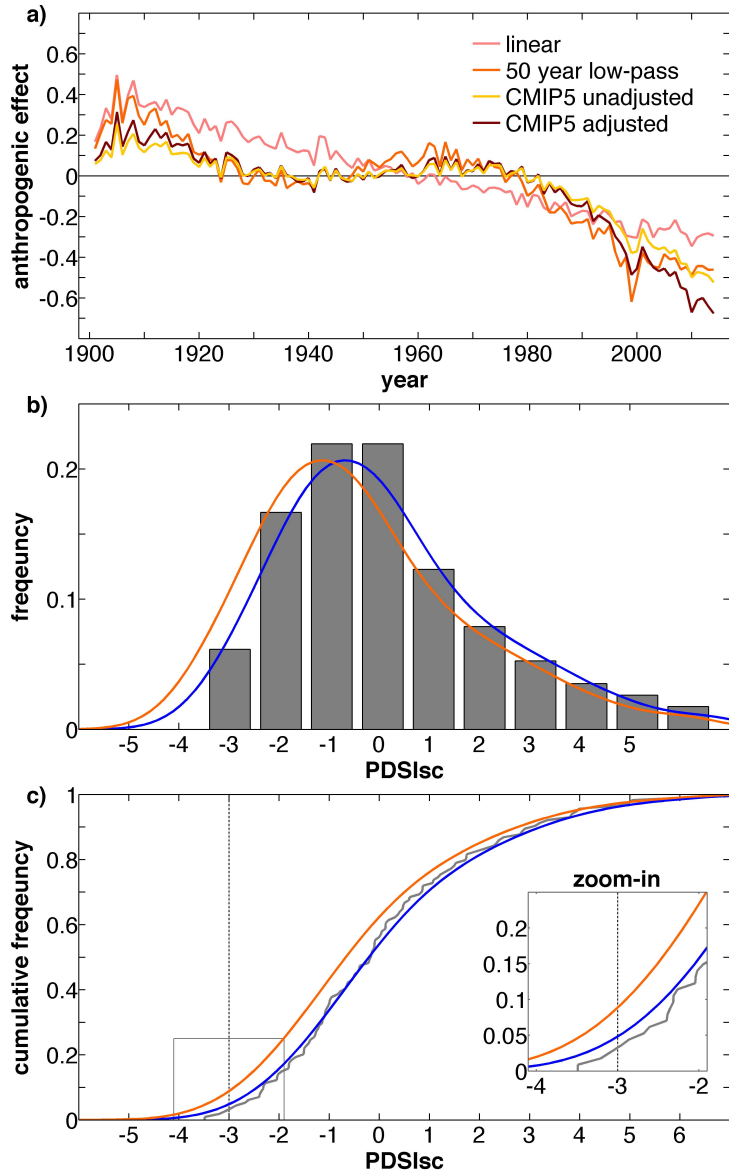 a)
linear
50 year low-pass
CMIP5 unadjusted
CMIP5 adjusted
anthropogenic effect
0.6
0.4
0.2
0
-0.2
-0.4
-0.6
1900 1920 1940 1960 1980 2000
year
b)
freqeuncy
0.2
0.1
0
-5 -4 -3 -2 -1 0 1 2 3 4 5
PDSIsc
c)
cumulative freqeuncy
1
0.8
0.6
0.4
0.2
0
zoom-in
0.2
0.15
0.1
0.05
0
-4 -3 -2
-5 -4 -3 -2 -1 0 1 2 3 4 5 6
PDSIsc